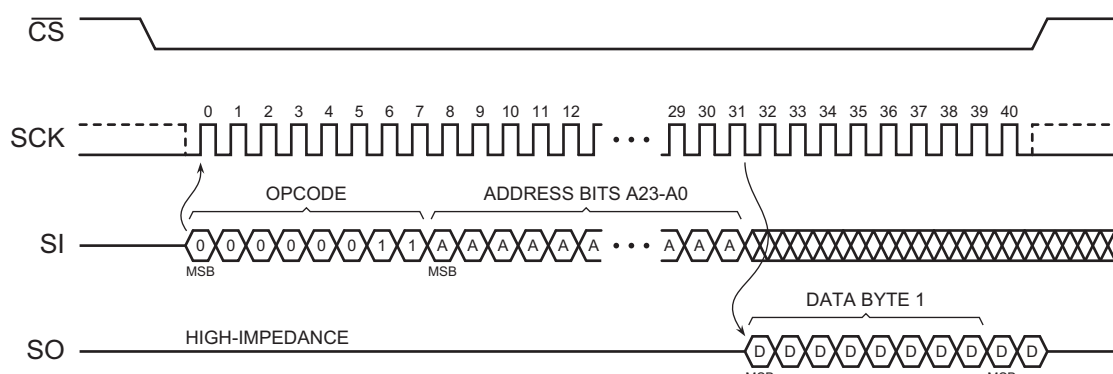 CS
0 1 2 3 4 5 6 7 8 9 10 11 12 29 30 31 32 33 34 35 36 37 38 39 40
SCK
OPCODE ADDRESS BITS A23-A0
SI 0 0 0 0 0 0 1 1 A A A A A A • • • A A A
MSB MSB
DATA BYTE 1
HIGH-IMPEDANCE
SO D D D D D D D D D D
MSB MSB